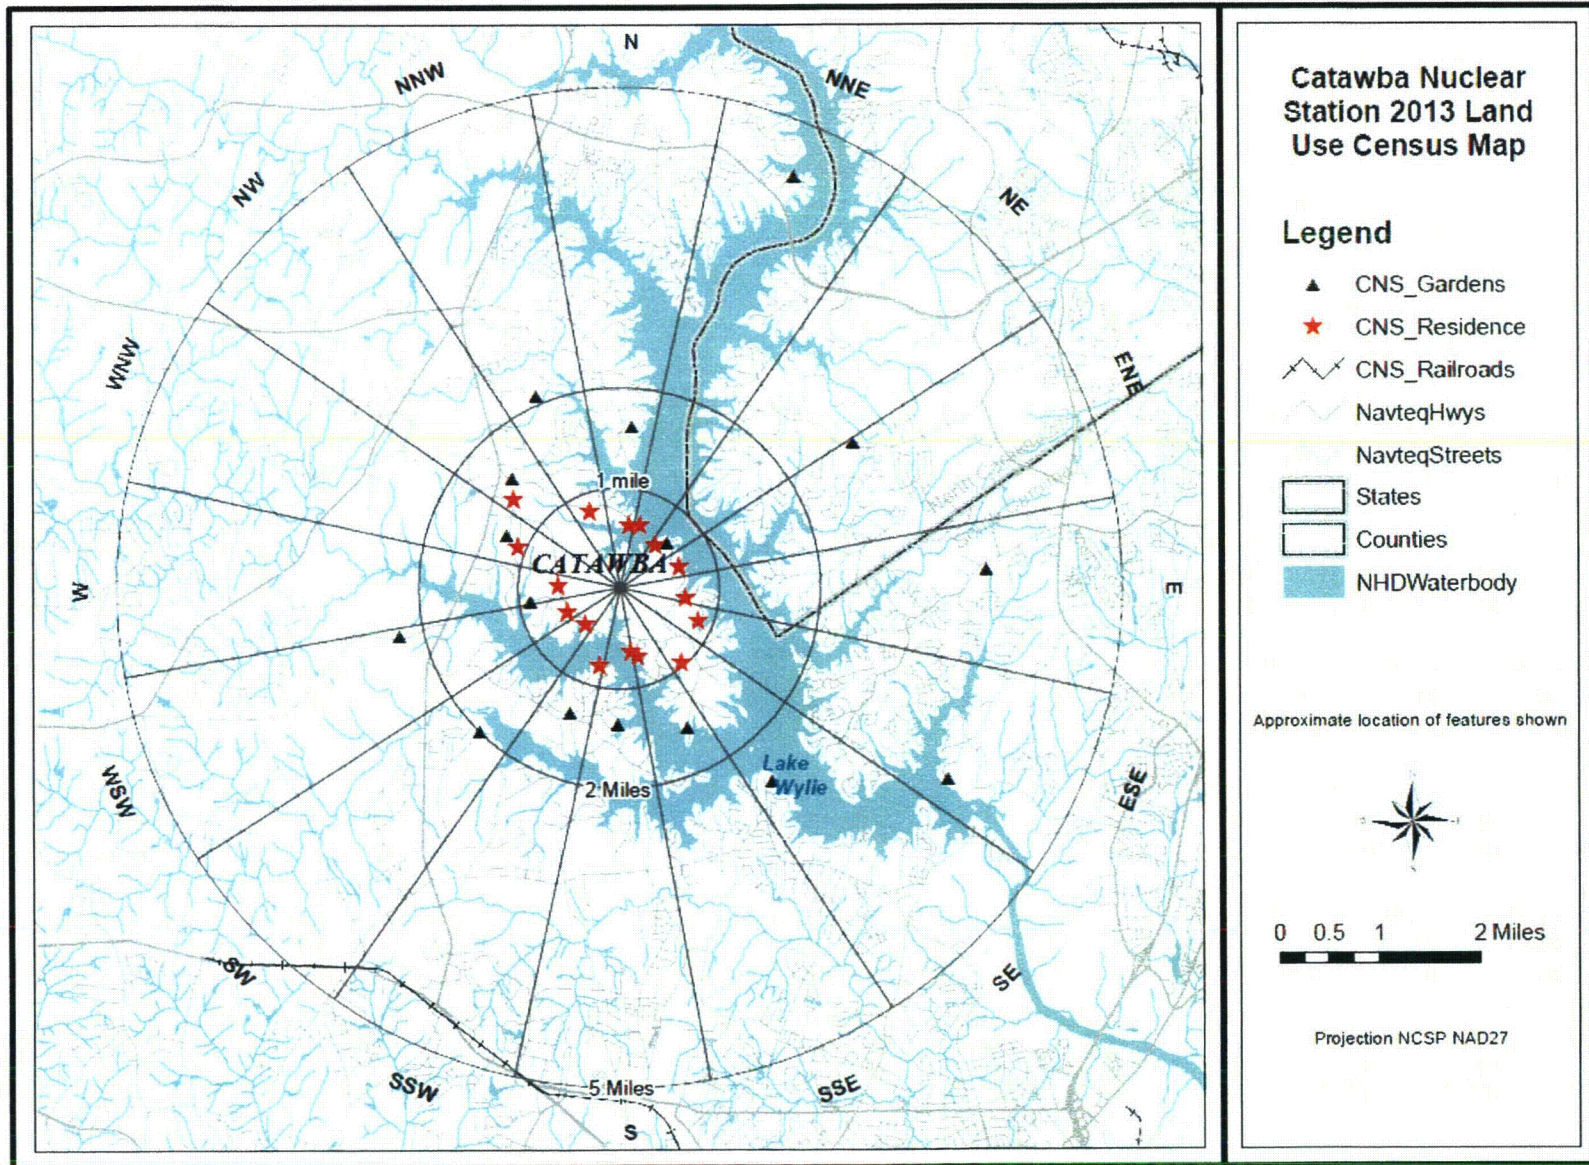 N
NNW
NNE
NW
NE
WNW
ENE
1 mile
CATAWBA
W
E
Lake
Wylie
2 Miles
WSW
ESE
SW
SE
5 Miles
SSW
SSE
S
Catawba Nuclear
Station 2013 Land
Use Census Map
Legend
CNS_Gardens
CNS_Residence
CNS_Railroads
NavteqHwys
NavteqStreets
States
Counties
NHDWaterbody
Approximate location of features shown
0 0.5 1 2 Miles
Projection NCSP NAD27